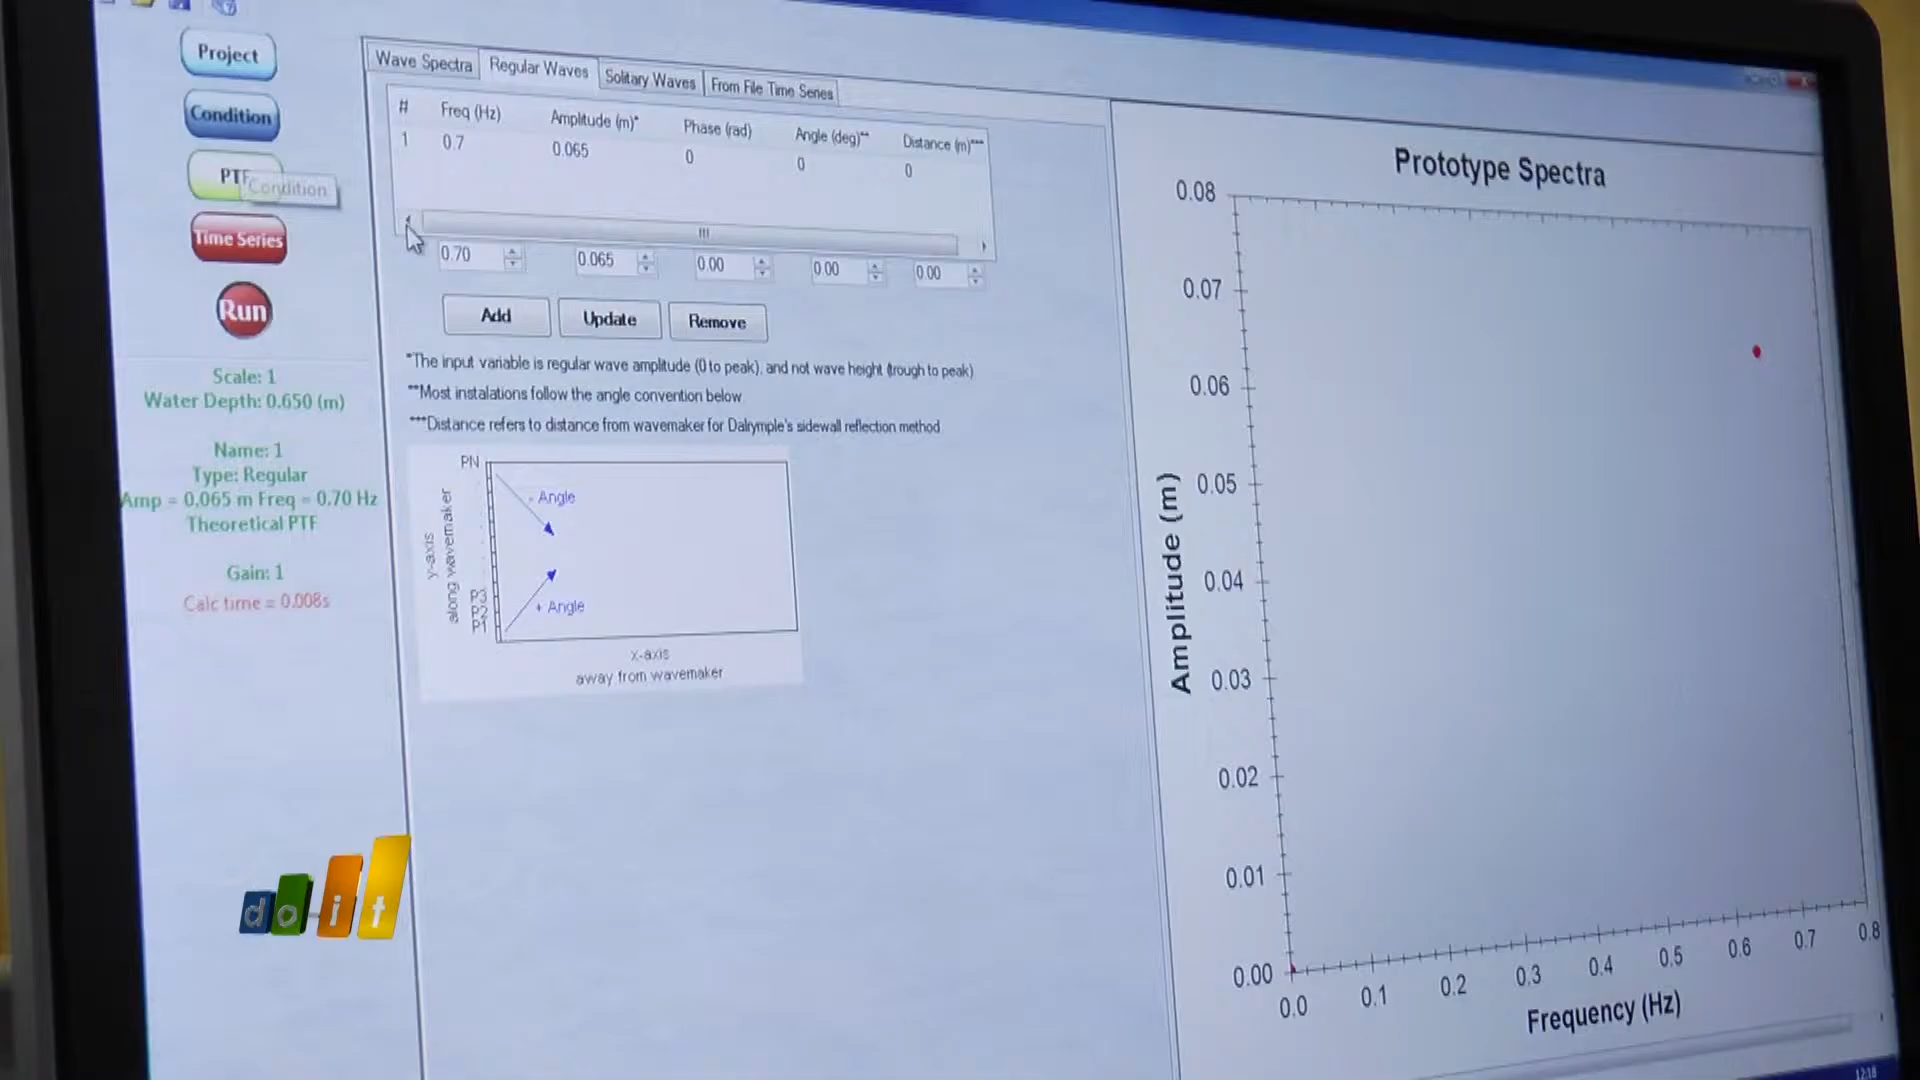 Project
Condition
PTF
Condition
Time Series
Run
Scale: 1
Water Depth: 0.650 (m)
Name: 1
Type: Regular
Amp = 0.065 m Freq = 0.70 Hz
Theoretical PTF
Gain: 1
Calc time = 0.008s
do-it
Wave Spectra Regular Waves Solitary Waves From File Time Series
# Freq (Hz) Amplitude (m)* Phase (rad) Angle (deg)** Distance (m)***
1 0.7 0.065 0 0 0
0.70 0.065 0.00 0.00 0.00
Add Update Remove
*The input variable is regular wave amplitude (0 to peak), and not wave height (trough to peak)
**Most instalations follow the angle convention below
***Distance refers to distance from wavemaker for Dalrymple's sidewall reflection method
PN
- Angle
y-axis
along wavemaker
P3
P2
P1
+ Angle
x-axis
away from wavemaker
Prototype Spectra
0.08
0.07
0.06
0.05
0.04
0.03
0.02
0.01
0.00
Amplitude (m)
0.0 0.1 0.2 0.3 0.4 0.5 0.6 0.7 0.8
Frequency (Hz)
12:18